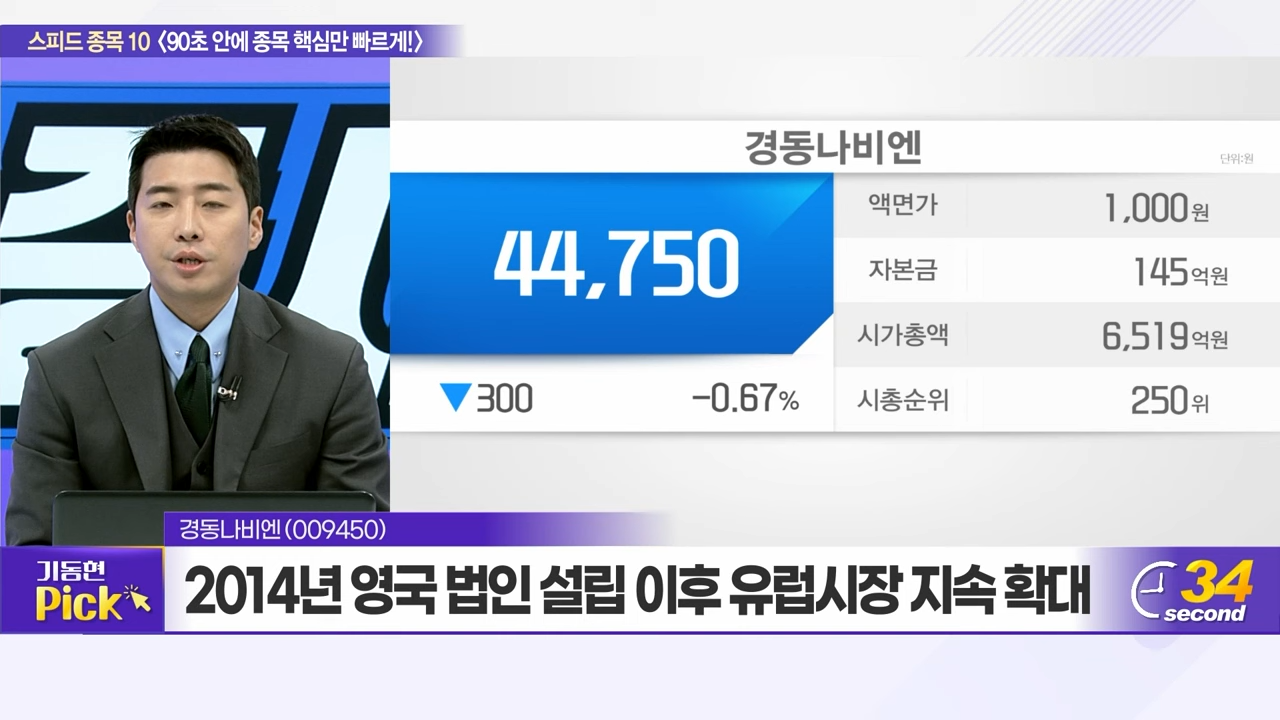 스피드 종목 10 <90초 안에 종목 핵심만 빠르게!>
경동나비엔
단위:원
44,750
▼300 -0.67%
액면가 1,000원
자본금 145억원
시가총액 6,519억원
시총순위 250위
경동나비엔(009450)
기동현
Pick
2014년 영국 법인 설립 이후 유럽시장 지속 확대
34
second